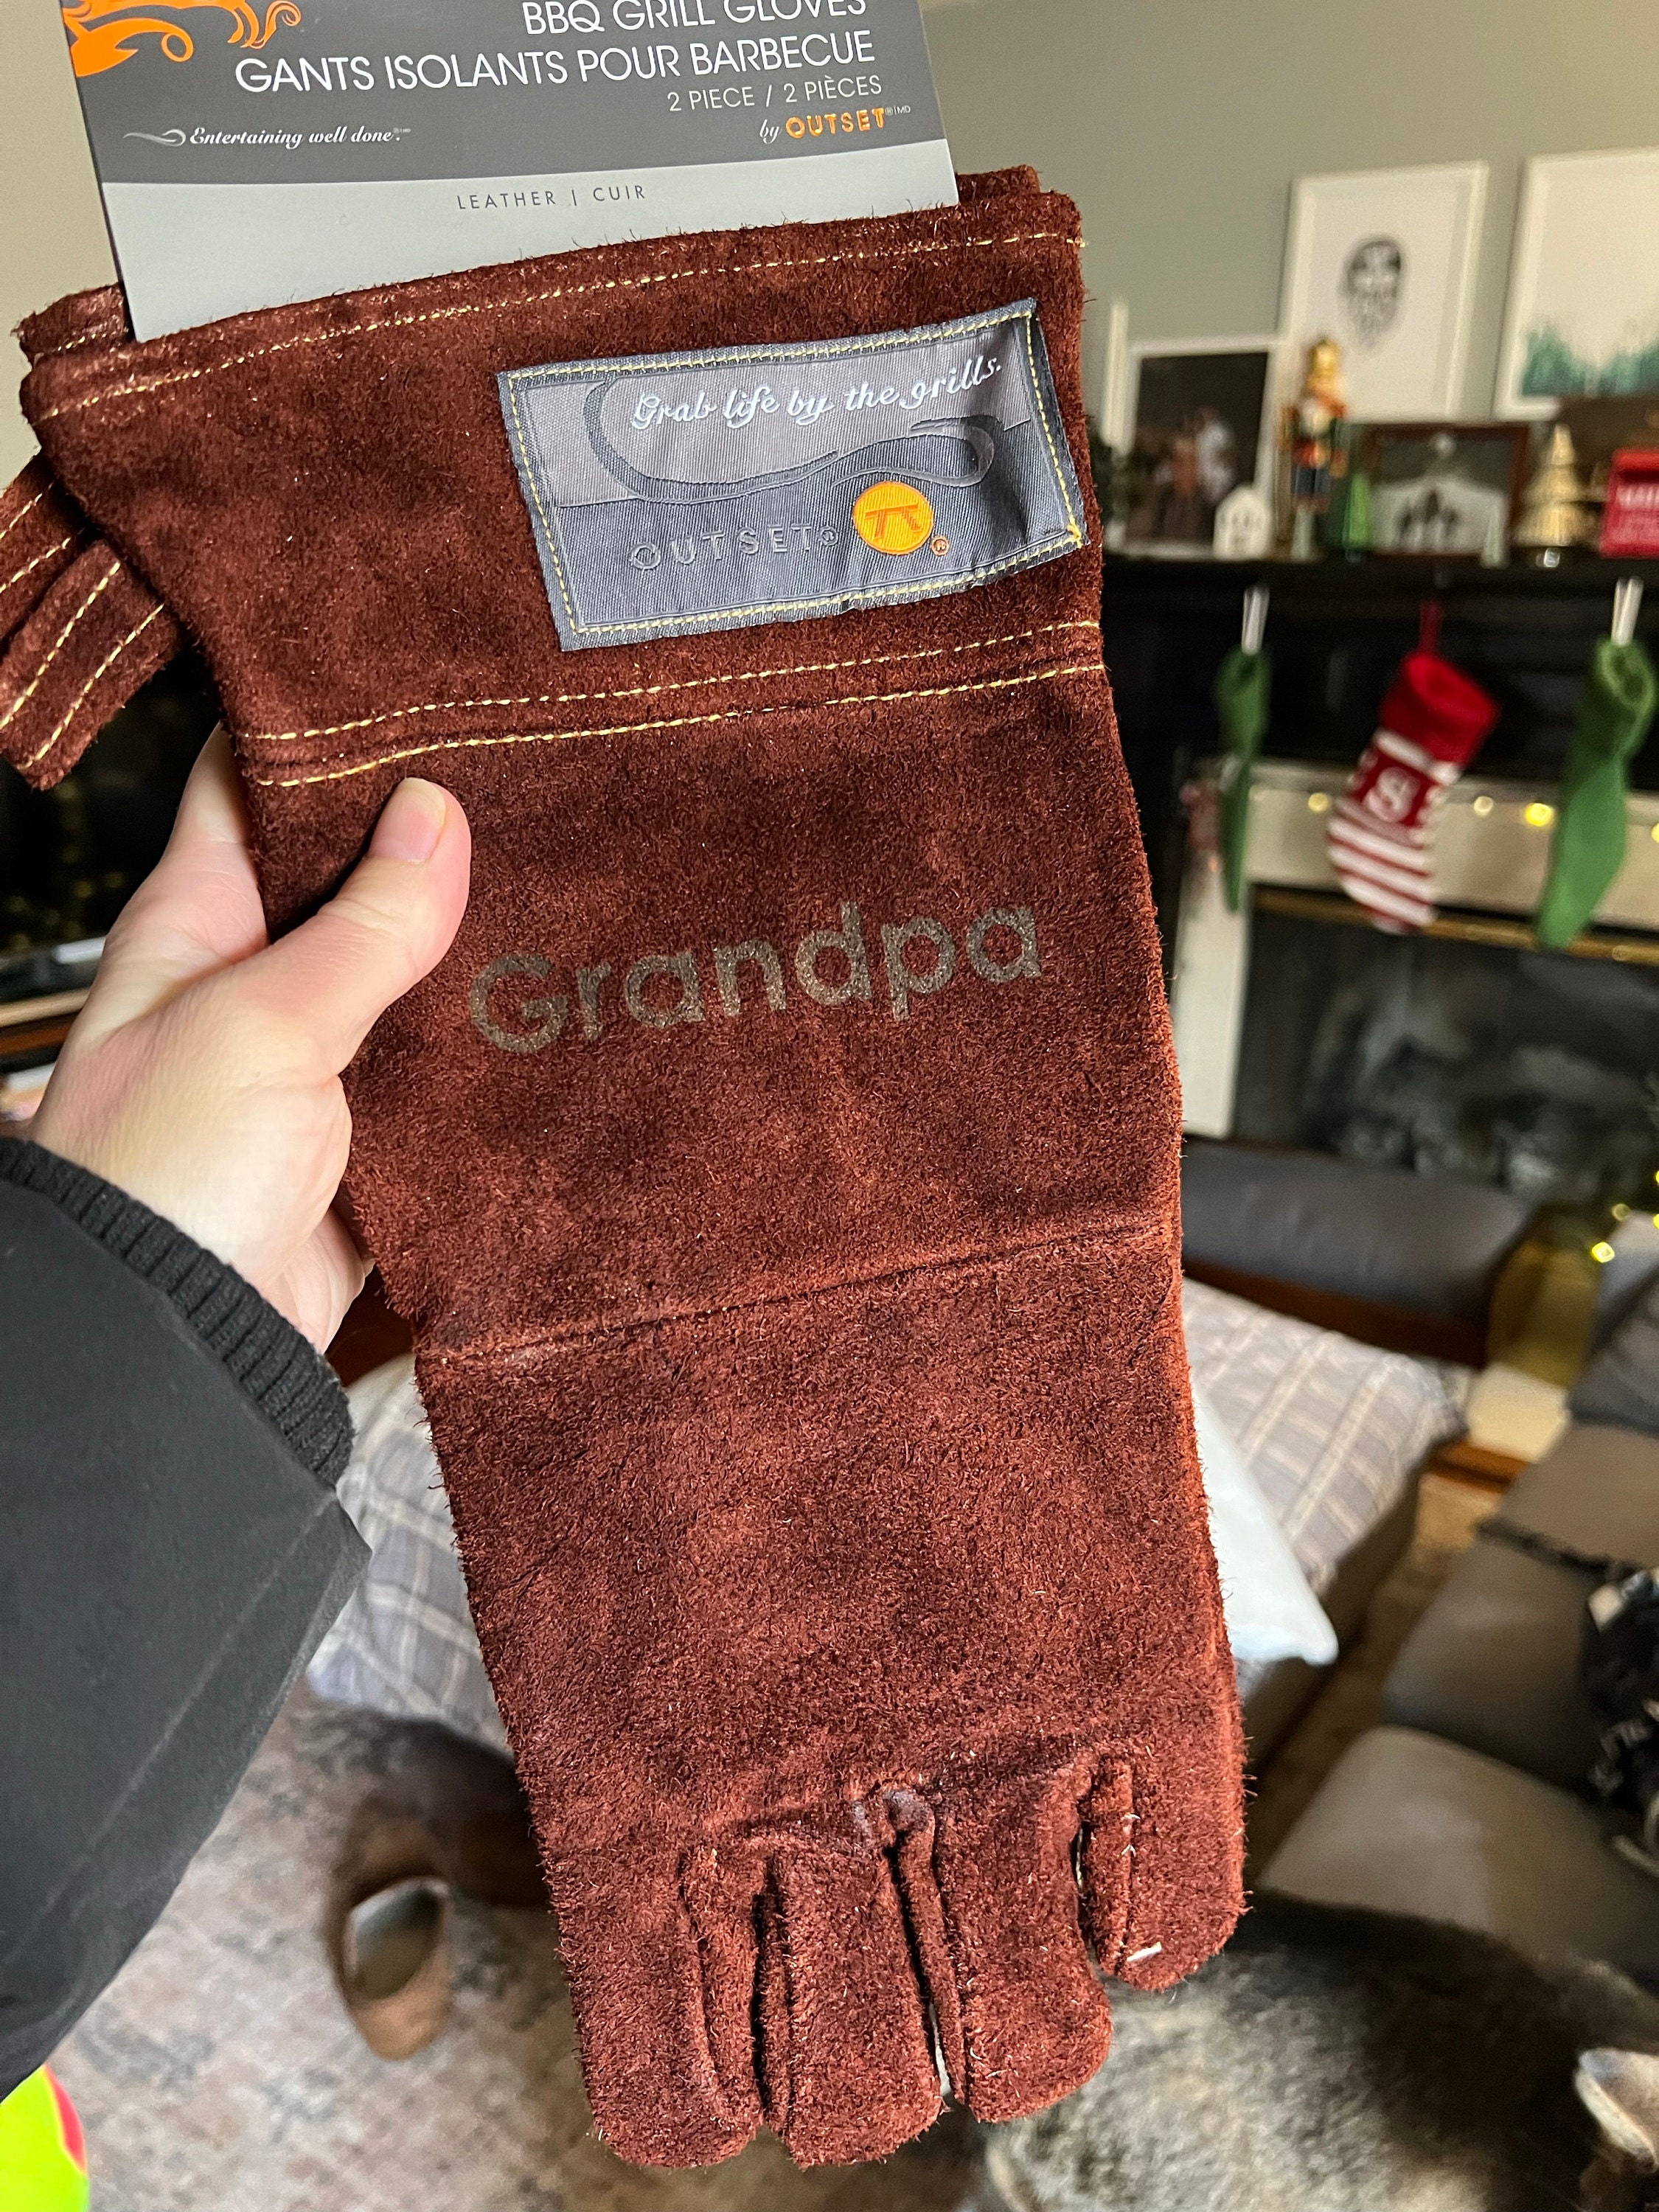 BBQ GRILL GLOVES
GANTS ISOLANTS POUR BARBECUE
2 PIECE / 2 PIÈCES
by OUTSET®/MD
Entertaining well done.
LEATHER | CUIR
Grab life by the grills.
OUTSET®
Grandpa
S